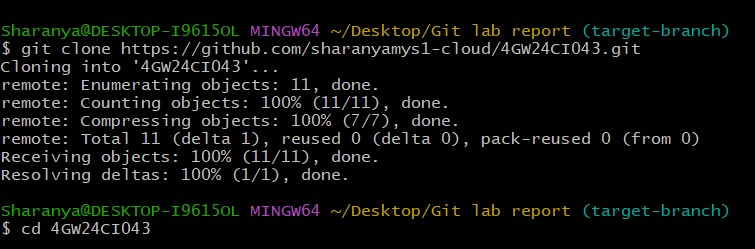 Sharanya@DESKTOP-I9615OL MINGW64 ~/Desktop/Git lab report (target-branch)
$ git clone https://github.com/sharanyamys1-cloud/4GW24CI043.git
Cloning into '4GW24CI043'...
remote: Enumerating objects: 11, done.
remote: Counting objects: 100% (11/11), done.
remote: Compressing objects: 100% (7/7), done.
remote: Total 11 (delta 1), reused 0 (delta 0), pack-reused 0 (from 0)
Receiving objects: 100% (11/11), done.
Resolving deltas: 100% (1/1), done.
Sharanya@DESKTOP-I9615OL MINGW64 ~/Desktop/Git lab report (target-branch)
$ cd 4GW24CI043